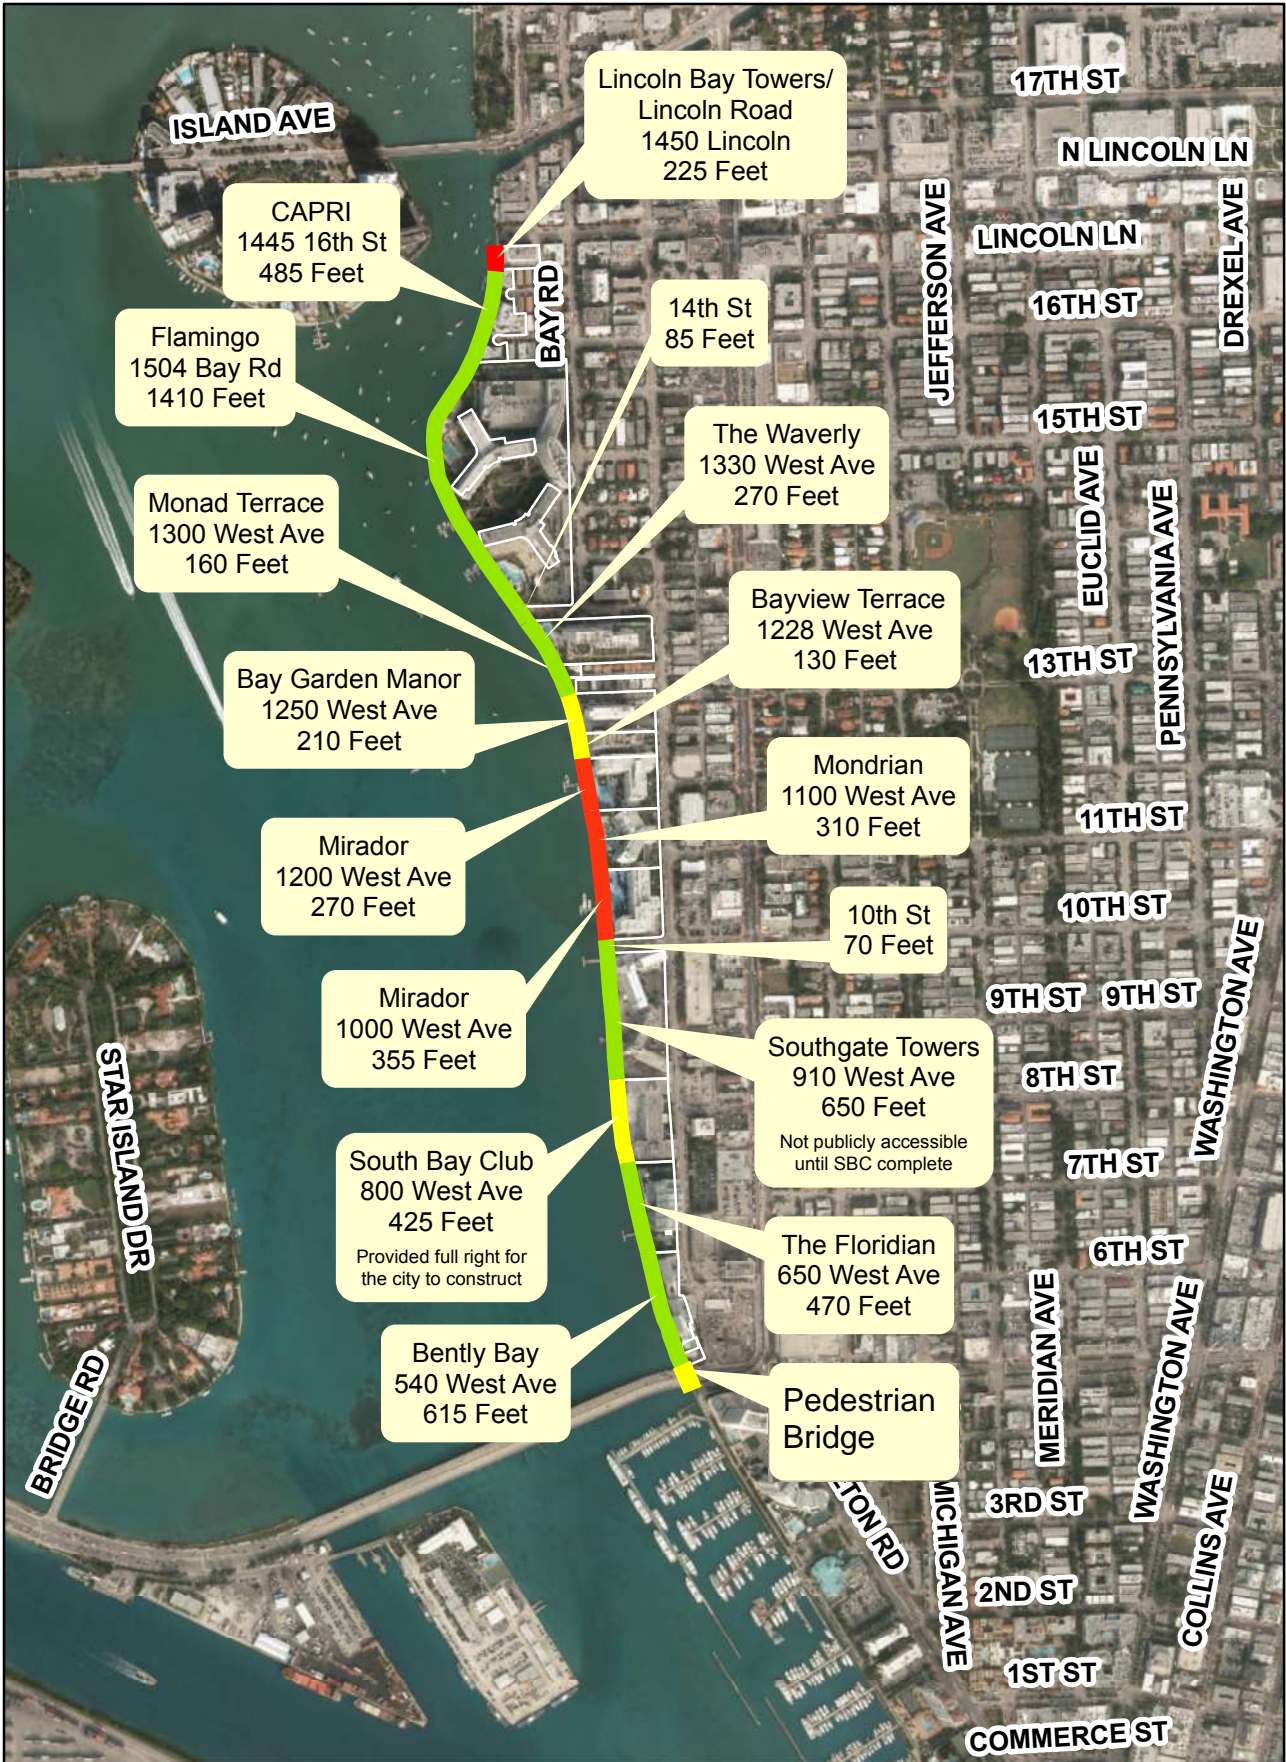 17TH ST
ISLAND AVE
N LINCOLN LN
Lincoln Bay Towers/
Lincoln Road
1450 Lincoln
225 Feet
JEFFERSON AVE
DREXEL AVE
LINCOLN LN
CAPRI
1445 16th St
485 Feet
BAY RD
16TH ST
14th St
85 Feet
Flamingo
1504 Bay Rd
1410 Feet
15TH ST
The Waverly
1330 West Ave
270 Feet
EUCLID AVE
PENNSYLVANIA AVE
Monad Terrace
1300 West Ave
160 Feet
Bayview Terrace
1228 West Ave
130 Feet
13TH ST
Bay Garden Manor
1250 West Ave
210 Feet
Mondrian
1100 West Ave
310 Feet
11TH ST
Mirador
1200 West Ave
270 Feet
10th St
70 Feet
10TH ST
WASHINGTON AVE
Mirador
1000 West Ave
355 Feet
9TH ST
9TH ST
Southgate Towers
910 West Ave
650 Feet
Not publicly accessible
until SBC complete
8TH ST
STAR ISLAND DR
South Bay Club
800 West Ave
425 Feet
Provided full right for
the city to construct
7TH ST
The Floridian
650 West Ave
470 Feet
6TH ST
MERIDIAN AVE
WASHINGTON AVE
Bently Bay
540 West Ave
615 Feet
BRIDGE RD
Pedestrian
Bridge
LTON RD
MICHIGAN AVE
3RD ST
COLLINS AVE
2ND ST
1ST ST
COMMERCE ST